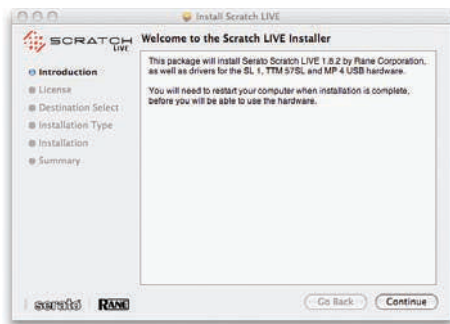 Install Scratch LIVE
SCRATCH
LIVE
Welcome to the Scratch LIVE Installer
Introduction
License
Destination Select
Installation Type
Installation
Summary
This package will install Serato Scratch LIVE 1.8.2 by Rane Corporation,
as well as drivers for the SL 1, TTM 57SL and MP 4 USB hardware.
You will need to restart your computer when installation is complete,
before you will be able to use the hardware.
serato
RANE
Go Back
Continue